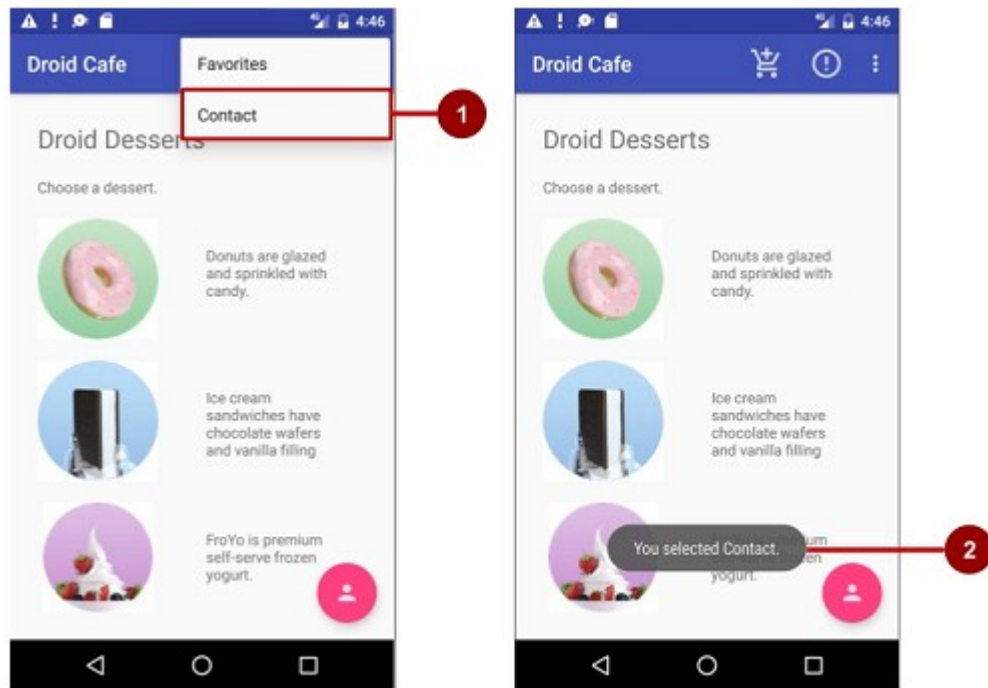 4:46
Droid Cafe
Favorites
Contact
1
Droid Desserts
Choose a dessert.
Donuts are glazed
and sprinkled with
candy.
Ice cream
sandwiches have
chocolate wafers
and vanilla filling
FroYo is premium
self-serve frozen
yogurt.
4:46
Droid Cafe
Droid Desserts
Choose a dessert.
Donuts are glazed
and sprinkled with
candy.
Ice cream
sandwiches have
chocolate wafers
and vanilla filling
You selected Contact.
2
yogurt.